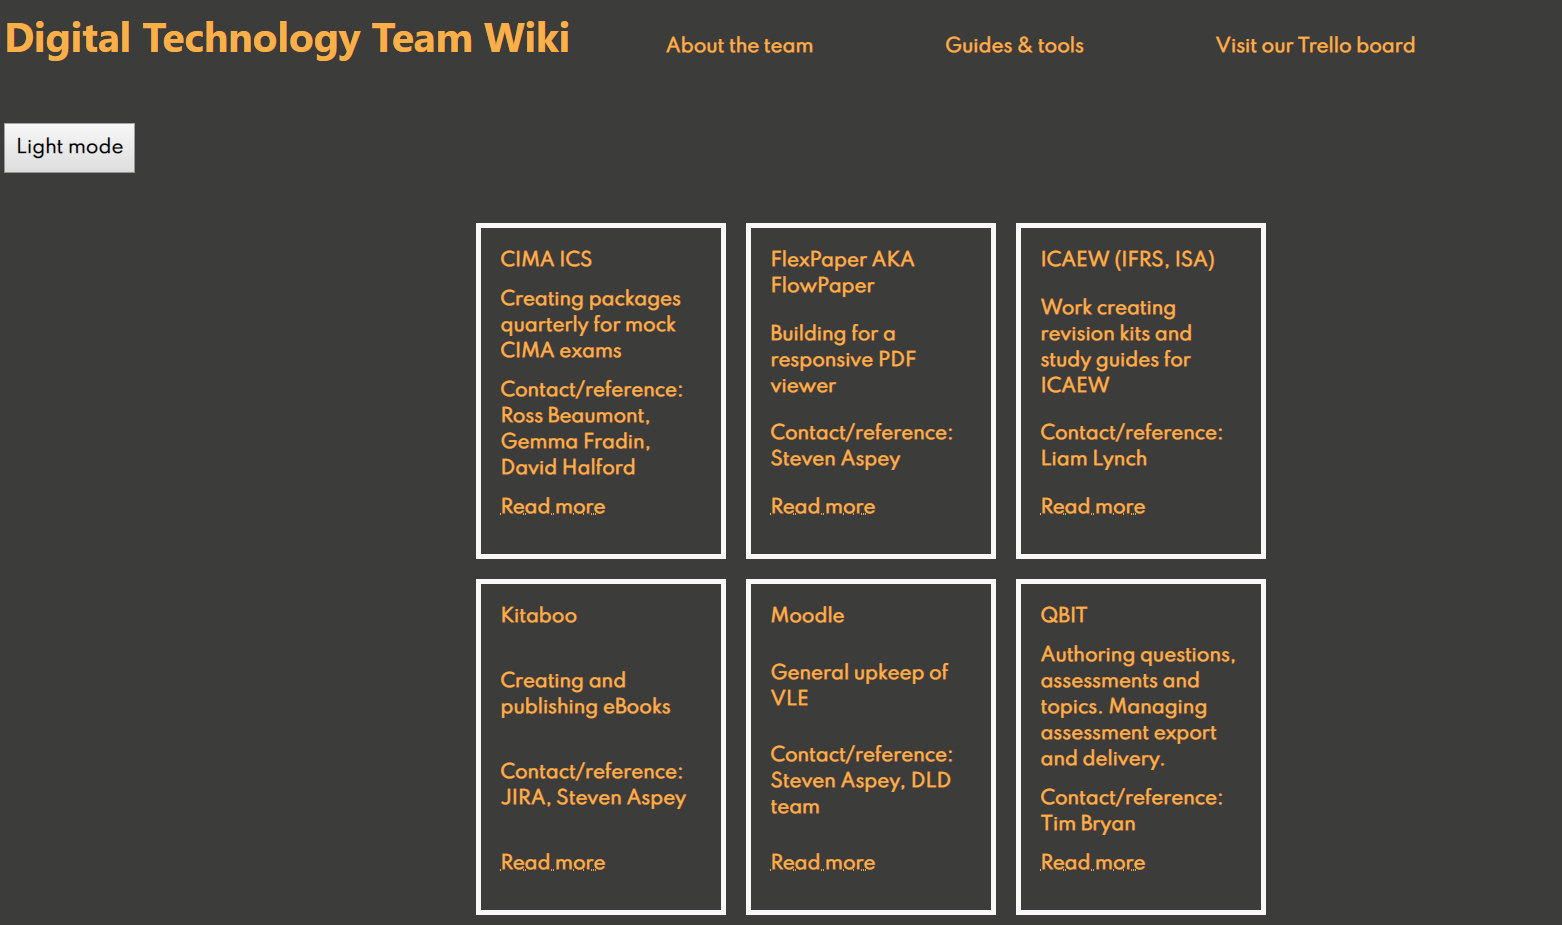 Digital Technology Team Wiki
About the team
Guides & tools
Visit our Trello board
Light mode
CIMA ICS
Creating packages
quarterly for mock
CIMA exams
Contact/reference:
Ross Beaumont,
Gemma Fradin,
David Halford
Read more
FlexPaper AKA
FlowPaper
Building for a
responsive PDF
viewer
Contact/reference:
Steven Aspey
Read more
ICAEW (IFRS, ISA)
Work creating
revision kits and
study guides for
ICAEW
Contact/reference:
Liam Lynch
Read more
Kitaboo
Creating and
publishing eBooks
Contact/reference:
JIRA, Steven Aspey
Read more
Moodle
General upkeep of
VLE
Contact/reference:
Steven Aspey, DLD
team
Read more
QBIT
Authoring questions,
assessments and
topics. Managing
assessment export
and delivery.
Contact/reference:
Tim Bryan
Read more